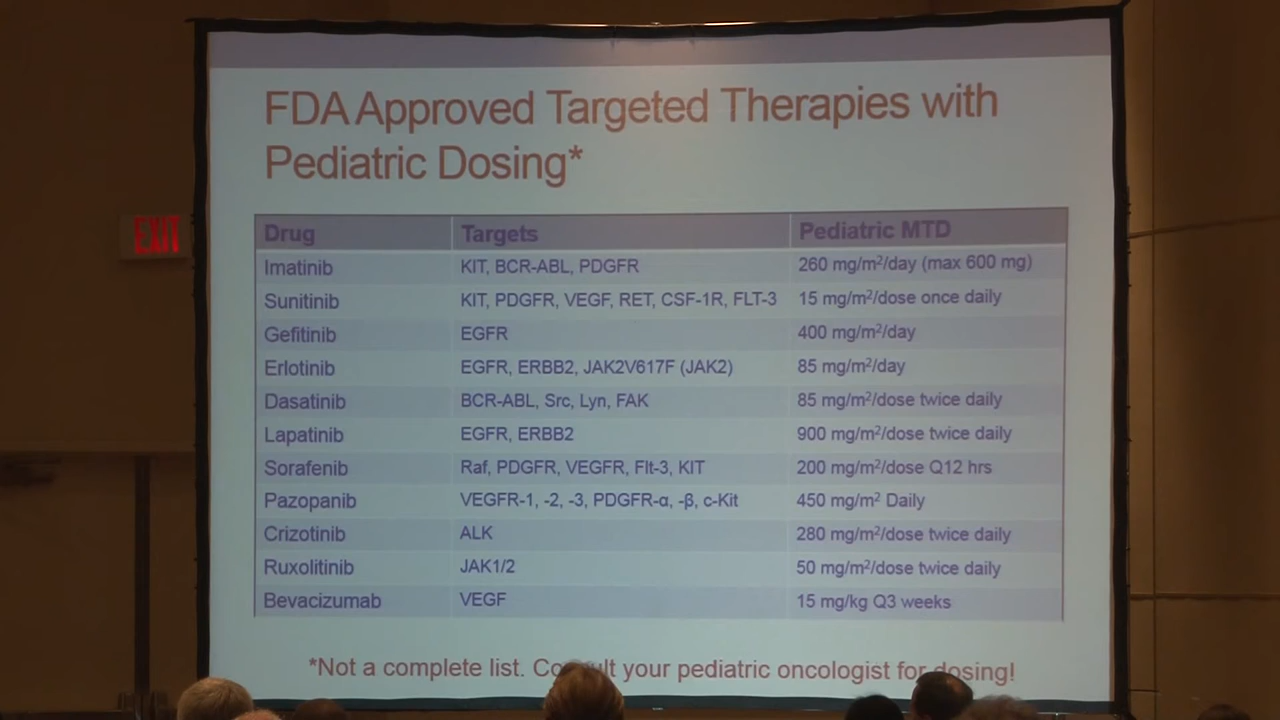 FDA Approved Targeted Therapies with
Pediatric Dosing*
EXIT
Drug Targets Pediatric MTD
Imatinib KIT, BCR-ABL, PDGFR 260 mg/m²/day (max 600 mg)
Sunitinib KIT, PDGFR, VEGF, RET, CSF-1R, FLT-3 15 mg/m²/dose once daily
Gefitinib EGFR 400 mg/m²/day
Erlotinib EGFR, ERBB2, JAK2V617F (JAK2) 85 mg/m²/day
Dasatinib BCR-ABL, Src, Lyn, FAK 85 mg/m²/dose twice daily
Lapatinib EGFR, ERBB2 900 mg/m²/dose twice daily
Sorafenib Raf, PDGFR, VEGFR, Flt-3, KIT 200 mg/m²/dose Q12 hrs
Pazopanib VEGFR-1, -2, -3, PDGFR-α, -β, c-Kit 450 mg/m² Daily
Crizotinib ALK 280 mg/m²/dose twice daily
Ruxolitinib JAK1/2 50 mg/m²/dose twice daily
Bevacizumab VEGF 15 mg/kg Q3 weeks
*Not a complete list. Consult your pediatric oncologist for dosing!